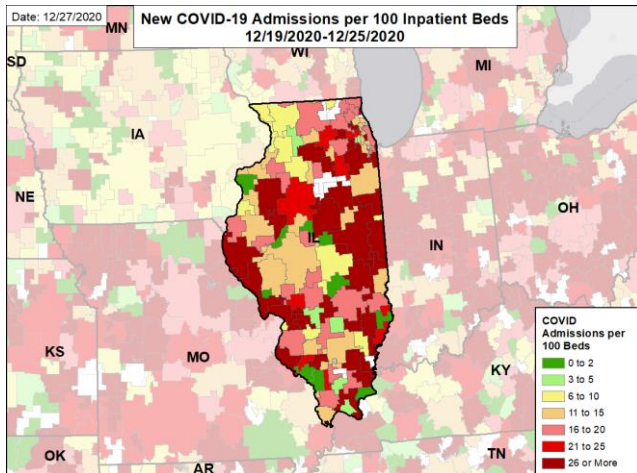 Date: 12/27/2020
New COVID-19 Admissions per 100 Inpatient Beds
12/19/2020-12/25/2020
MN
WI
SD
MI
IA
NE
OH
IL
IN
KS
MO
KY
OK
AR
TN
COVID
Admissions per
100 Beds
0 to 2
3 to 5
6 to 10
11 to 15
16 to 20
21 to 25
26 or More